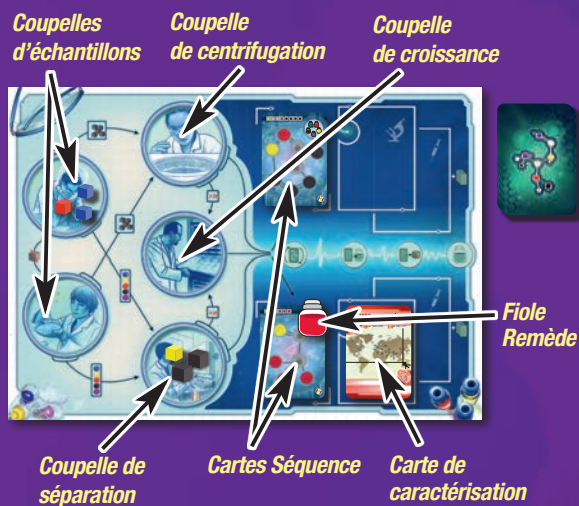 Coupelles
d'échantillons
Coupelle
de centrifugation
Coupelle
de croissance
Fiole
Remède
Coupelle de
séparation
Cartes Séquence
Carte de
caractérisation